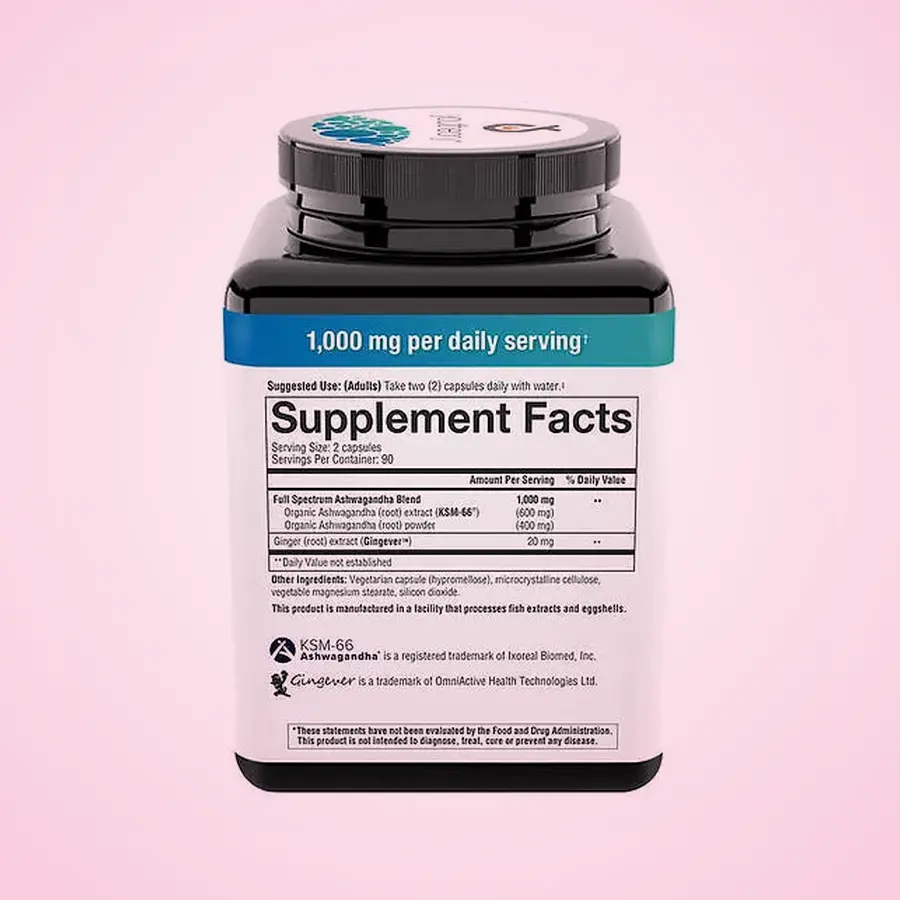 youtheory
1,000 mg per daily serving‡
Suggested Use: (Adults) Take two (2) capsules daily with water.‡
Supplement Facts
Serving Size: 2 capsules
Servings Per Container: 90
Amount Per Serving % Daily Value
Full Spectrum Ashwagandha Blend 1,000 mg **
Organic Ashwagandha (root) extract (KSM-66®) (600 mg)
Organic Ashwagandha (root) powder (400 mg)
Ginger (root) extract (Gingever™) 20 mg **
**Daily Value not established
Other Ingredients: Vegetarian capsule (hypromellose), microcrystalline cellulose,
vegetable magnesium stearate, silicon dioxide.
This product is manufactured in a facility that processes fish extracts and eggshells.
KSM-66
Ashwagandha® is a registered trademark of Ixoreal Biomed, Inc.
Gingever is a trademark of OmniActive Health Technologies Ltd.
*These statements have not been evaluated by the Food and Drug Administration.
This product is not intended to diagnose, treat, cure or prevent any disease.